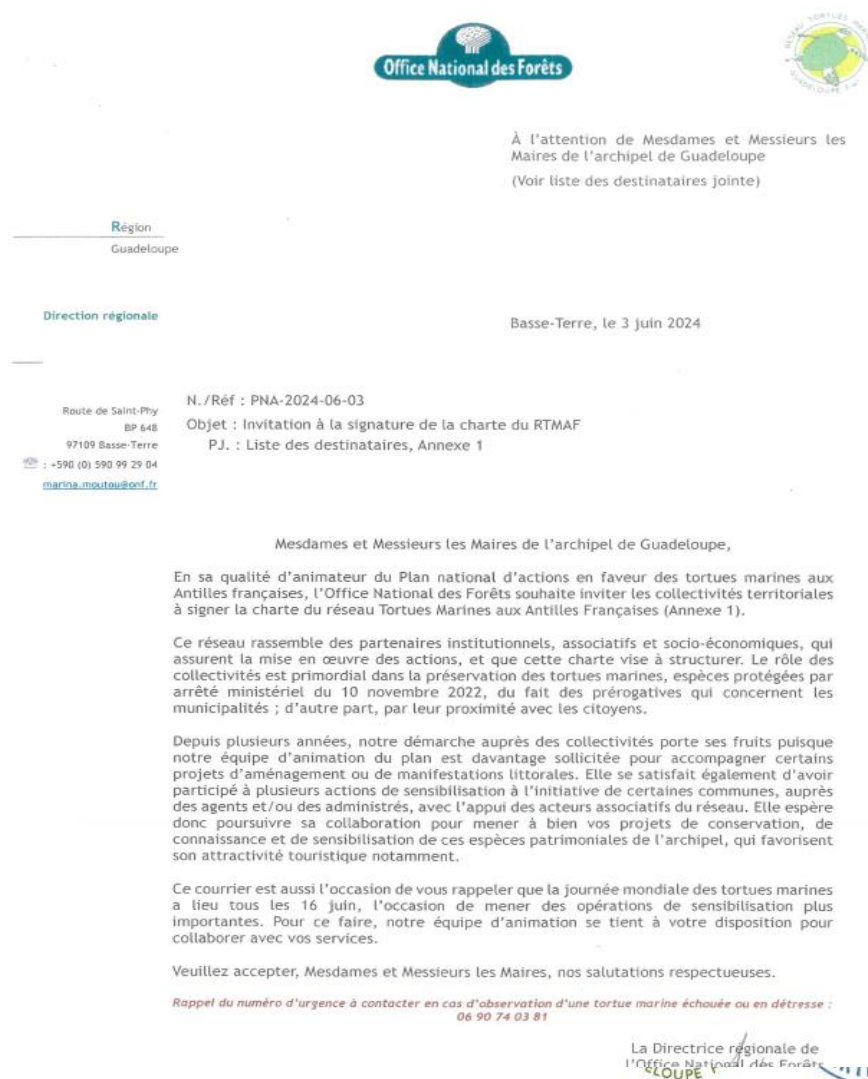 Office National des Forêts
RESEAU TORTUES MAR
GUADELOUPE
À l'attention de Mesdames et Messieurs les
Maires de l'archipel de Guadeloupe
(Voir liste des destinataires jointe)
Région
Guadeloupe
Direction régionale
Basse-Terre, le 3 juin 2024
Route de Saint-Phy
BP 648
97109 Basse-Terre
: +590 (0) 590 99 29 04
marina.moutou@onf.fr
N./Réf : PNA-2024-06-03
Objet : Invitation à la signature de la charte du RTMAF
PJ. : Liste des destinataires, Annexe 1
Mesdames et Messieurs les Maires de l'archipel de Guadeloupe,
En sa qualité d'animateur du Plan national d'actions en faveur des tortues marines aux
Antilles françaises, l'Office National des Forêts souhaite inviter les collectivités territoriales
à signer la charte du réseau Tortues Marines aux Antilles Françaises (Annexe 1).
Ce réseau rassemble des partenaires institutionnels, associatifs et socio-économiques, qui
assurent la mise en œuvre des actions, et que cette charte vise à structurer. Le rôle des
collectivités est primordial dans la préservation des tortues marines, espèces protégées par
arrêté ministériel du 10 novembre 2022, du fait des prérogatives qui concernent les
municipalités ; d'autre part, par leur proximité avec les citoyens.
Depuis plusieurs années, notre démarche auprès des collectivités porte ses fruits puisque
notre équipe d'animation du plan est davantage sollicitée pour accompagner certains
projets d'aménagement ou de manifestations littorales. Elle se satisfait également d'avoir
participé à plusieurs actions de sensibilisation à l'initiative de certaines communes, auprès
des agents et/ou des administrés, avec l'appui des acteurs associatifs du réseau. Elle espère
donc poursuivre sa collaboration pour mener à bien vos projets de conservation, de
connaissance et de sensibilisation de ces espèces patrimoniales de l'archipel, qui favorisent
son attractivité touristique notamment.
Ce courrier est aussi l'occasion de vous rappeler que la journée mondiale des tortues marines
a lieu tous les 16 juin, l'occasion de mener des opérations de sensibilisation plus
importantes. Pour ce faire, notre équipe d'animation se tient à votre disposition pour
collaborer avec vos services.
Veuillez accepter, Mesdames et Messieurs les Maires, nos salutations respectueuses.
Rappel du numéro d'urgence à contacter en cas d'observation d'une tortue marine échouée ou en détresse :
06 90 74 03 81
La Directrice régionale de
l'Office National des Forêts
ELOUPE